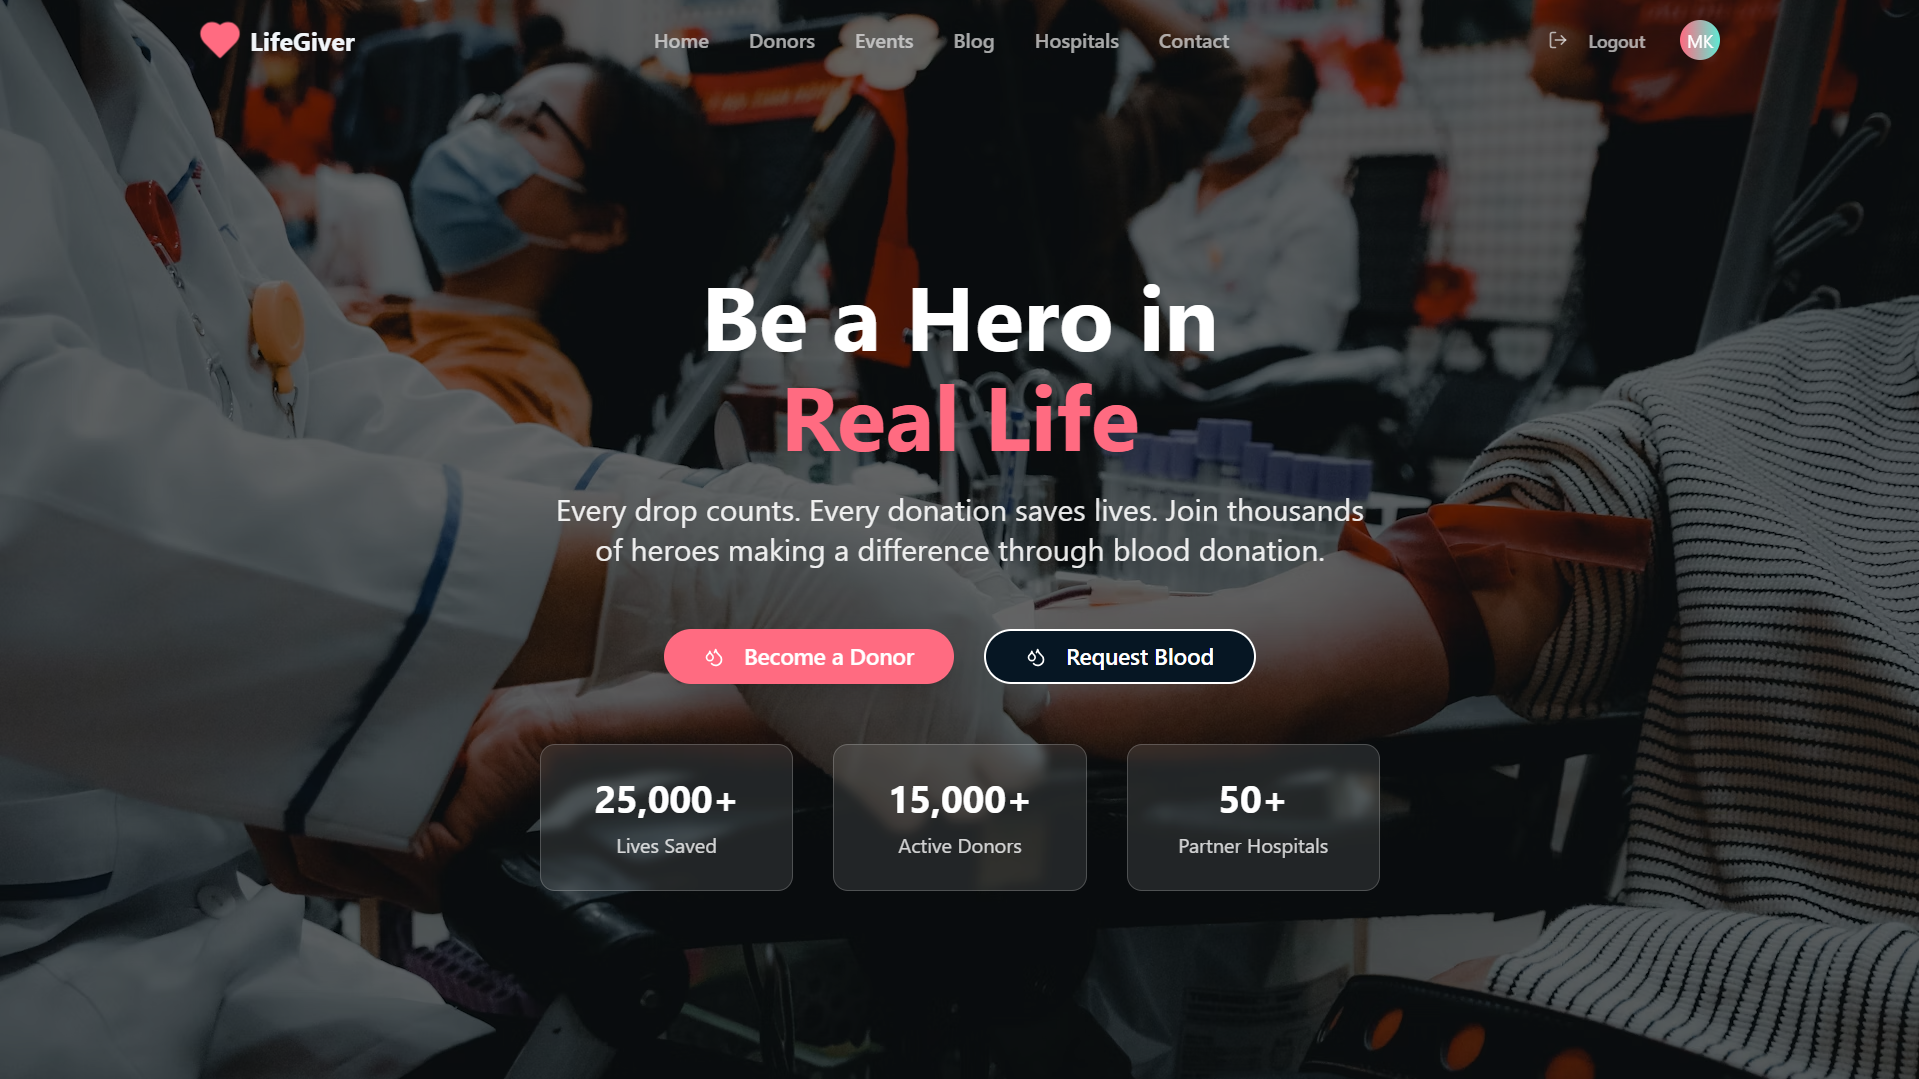 LifeGiver
Home Donors Events Blog Hospitals Contact
Logout MK
Be a Hero in
Real Life
Every drop counts. Every donation saves lives. Join thousands
of heroes making a difference through blood donation.
Become a Donor
Request Blood
25,000+
Lives Saved
15,000+
Active Donors
50+
Partner Hospitals